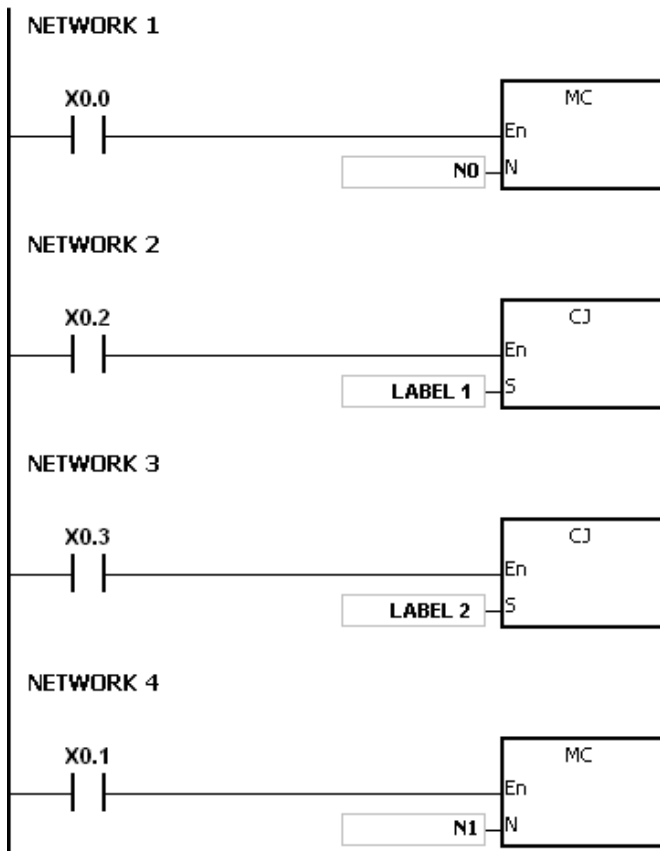 NETWORK 1
X0.0
MC
En
N0 N
NETWORK 2
X0.2
CJ
En
LABEL 1 S
NETWORK 3
X0.3
CJ
En
LABEL 2 S
NETWORK 4
X0.1
MC
En
N1 N